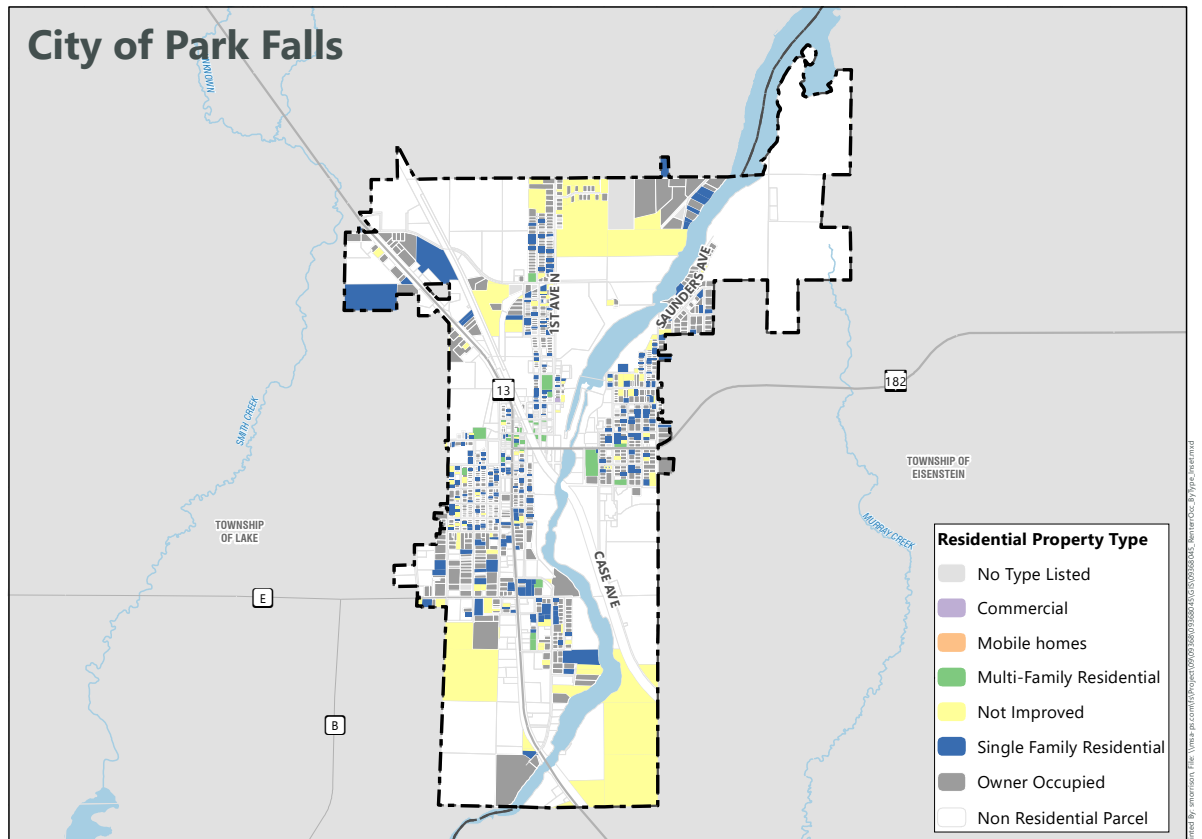 City of Park Falls
UNKNOWN
1ST AVE N
SAUNDERS AVE
13
182
SMITH CREEK
TOWNSHIP OF
EISENSTEIN
TOWNSHIP
OF LAKE
MURRAY CREEK
CASE AVE
E
B
Residential Property Type
No Type Listed
Commercial
Mobile homes
Multi-Family Residential
Not Improved
Single Family Residential
Owner Occupied
Non Residential Parcel